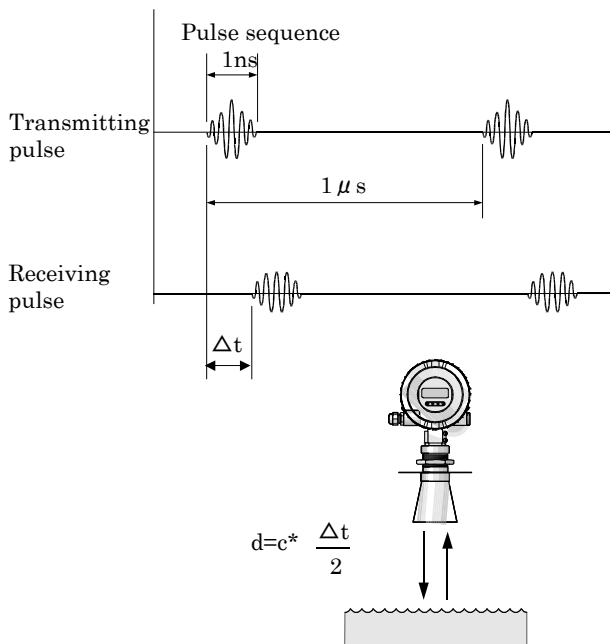 Pulse sequence
1ns
Transmitting
pulse
1 μ s
Receiving
pulse
△t
d=c* △t
2